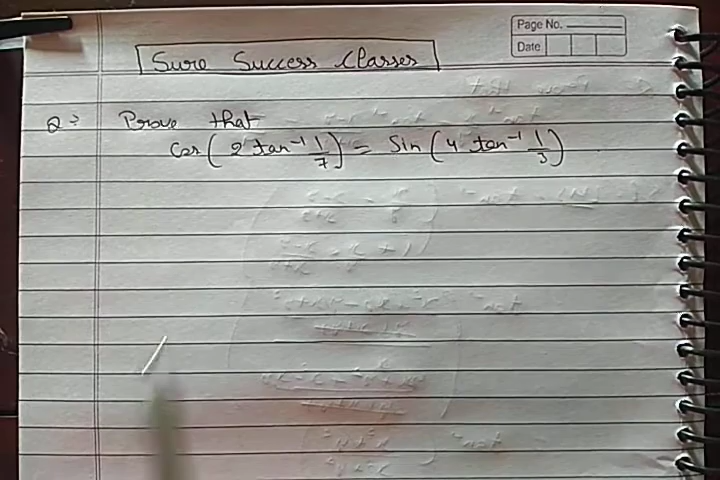 Page No.
Date
Sure Success Classes
Q: Prove that
Cos ( 2 tan⁻¹ 1/7 ) = Sin ( 4 tan⁻¹ 1/3 )